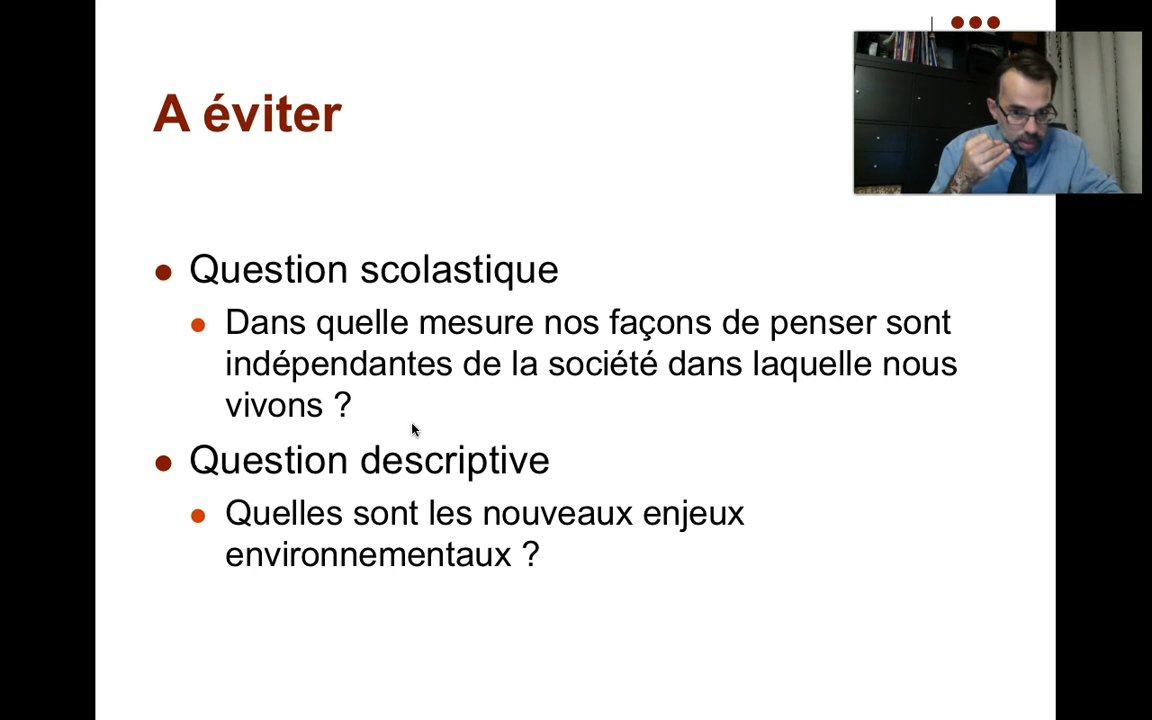 A éviter
Question scolastique
Dans quelle mesure nos façons de penser sont
indépendantes de la société dans laquelle nous
vivons ?
Question descriptive
Quelles sont les nouveaux enjeux
environnementaux ?